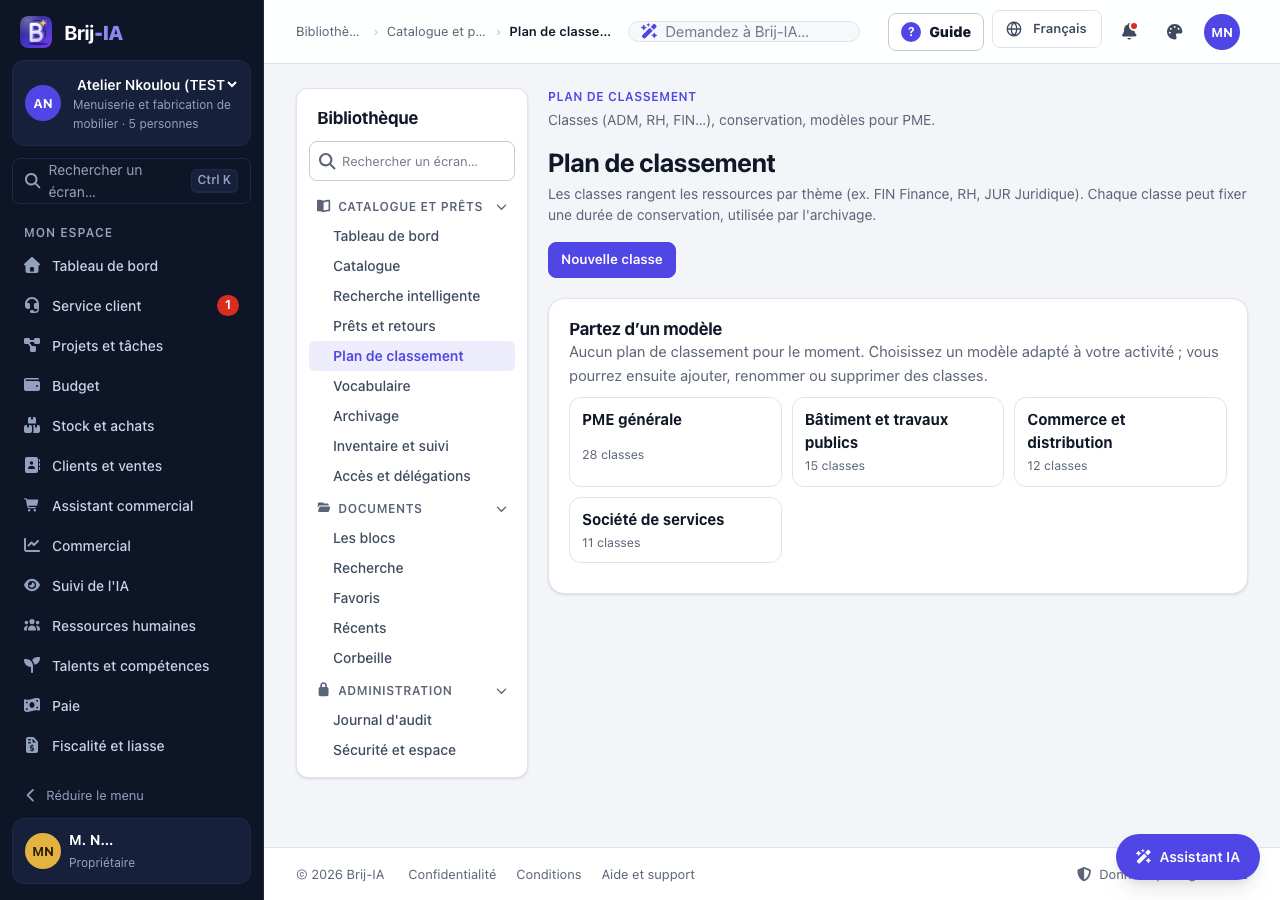 Brij-IA
AN
Atelier Nkoulou (TEST
Menuiserie et fabrication de
mobilier · 5 personnes
Rechercher un
écran...
Ctrl K
MON ESPACE
Tableau de bord
Service client
1
Projets et tâches
Budget
Stock et achats
Clients et ventes
Assistant commercial
Commercial
Suivi de l'IA
Ressources humaines
Talents et compétences
Paie
Fiscalité et liasse
Réduire le menu
MN
M. N...
Propriétaire
Bibliothè...
Catalogue et p...
Plan de classe...
Demandez à Brij-IA...
? Guide
Français
MN
Bibliothèque
Rechercher un écran...
CATALOGUE ET PRÊTS
Tableau de bord
Catalogue
Recherche intelligente
Prêts et retours
Plan de classement
Vocabulaire
Archivage
Inventaire et suivi
Accès et délégations
DOCUMENTS
Les blocs
Recherche
Favoris
Récents
Corbeille
ADMINISTRATION
Journal d'audit
Sécurité et espace
PLAN DE CLASSEMENT
Classes (ADM, RH, FIN...), conservation, modèles pour PME.
Plan de classement
Les classes rangent les ressources par thème (ex. FIN Finance, RH, JUR Juridique). Chaque classe peut fixer
une durée de conservation, utilisée par l'archivage.
Nouvelle classe
Partez d’un modèle
Aucun plan de classement pour le moment. Choisissez un modèle adapté à votre activité ; vous
pourrez ensuite ajouter, renommer ou supprimer des classes.
PME générale
28 classes
Bâtiment et travaux
publics
15 classes
Commerce et
distribution
12 classes
Société de services
11 classes
© 2026 Brij-IA
Confidentialité
Conditions
Aide et support
Assistant IA